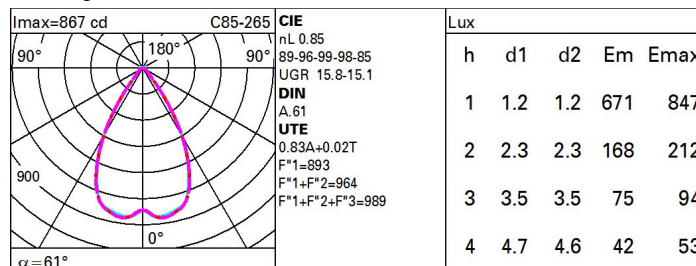 Imax=867 cd C85-265
90° 180° 90°
900
0°
α=61°
CIE
nL 0.85
89-96-99-98-85
UGR 15.8-15.1
DIN
A.61
UTE
0.83A+0.02T
F"1=893
F"1+F"2=964
F"1+F"2+F"3=989
Lux
h d1 d2 Em Emax
1 1.2 1.2 671 847
2 2.3 2.3 168 212
3 3.5 3.5 75 94
4 4.7 4.6 42 53